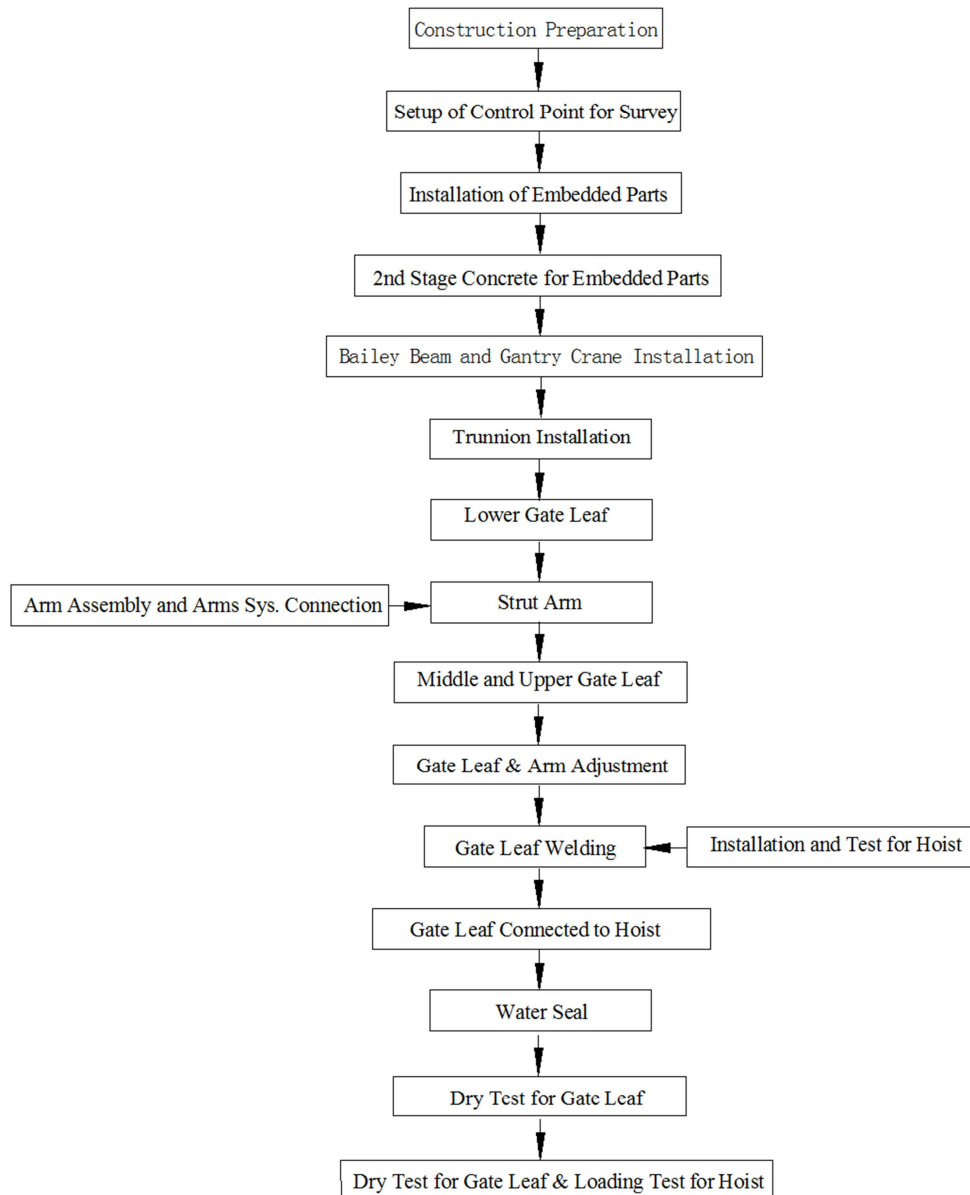 Construction Preparation
Setup of Control Point for Survey
Installation of Embedded Parts
2nd Stage Concrete for Embedded Parts
Bailey Beam and Gantry Crane Installation
Trunnion Installation
Lower Gate Leaf
Arm Assembly and Arms Sys. Connection
Strut Arm
Middle and Upper Gate Leaf
Gate Leaf & Arm Adjustment
Gate Leaf Welding
Installation and Test for Hoist
Gate Leaf Connected to Hoist
Water Seal
Dry Test for Gate Leaf
Dry Test for Gate Leaf & Loading Test for Hoist